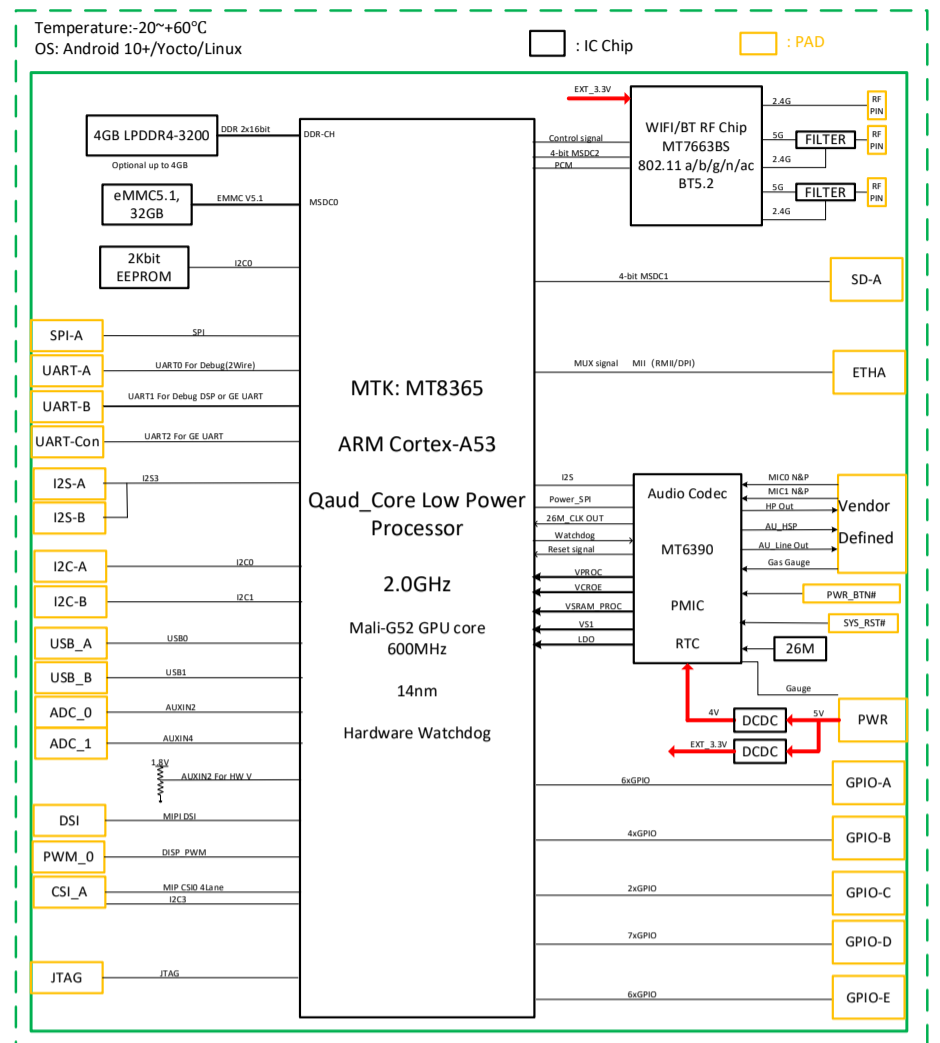 Temperature:-20~+60℃
OS: Android 10+/Yocto/Linux
: IC Chip
: PAD
EXT_3.3V
4GB LPDDR4-3200
DDR 2x16bit
DDR-CH
Optional up to 4GB
eMMC5.1,
32GB
EMMC V5.1
MSDC0
2Kbit
EEPROM
I2C0
Control signal
4-bit MSDC2
PCM
WIFI/BT RF Chip
MT7663BS
802.11 a/b/g/n/ac
BT5.2
2.4G
RF
PIN
5G
FILTER
RF
PIN
2.4G
5G
FILTER
RF
PIN
2.4G
4-bit MSDC1
SD-A
SPI-A
SPI
UART-A
UART0 For Debug(2Wire)
UART-B
UART1 For Debug DSP or GE UART
UART-Con
UART2 For GE UART
I2S-A
I2S3
I2S-B
I2C-A
I2C0
I2C-B
I2C1
USB_A
USB0
USB_B
USB1
ADC_0
AUXIN2
ADC_1
AUXIN4
1.8V
AUXIN2 For HW V
DSI
MIPI DSI
PWM_0
DISP_PWM
CSI_A
MIP CSI0 4Lane
I2C3
JTAG
JTAG
MTK: MT8365
ARM Cortex-A53
Qaud_Core Low Power
Processor
2.0GHz
Mali-G52 GPU core
600MHz
14nm
Hardware Watchdog
MUX signal MII（RMII/DPI）
ETHA
I2S
Power_SPI
26M_CLK OUT
Watchdog
Reset signal
VPROC
VCROE
VSRAM_PROC
VS1
LDO
Audio Codec
MT6390
PMIC
RTC
MIC0 N&P
MIC1 N&P
HP Out
AU_HSP
AU_Line Out
Gas Gauge
Vendor
Defined
PWR_BTN#
SYS_RST#
26M
Gauge
4V
DCDC
5V
PWR
EXT_3.3V
DCDC
6xGPIO
GPIO-A
4xGPIO
GPIO-B
2xGPIO
GPIO-C
7xGPIO
GPIO-D
6xGPIO
GPIO-E